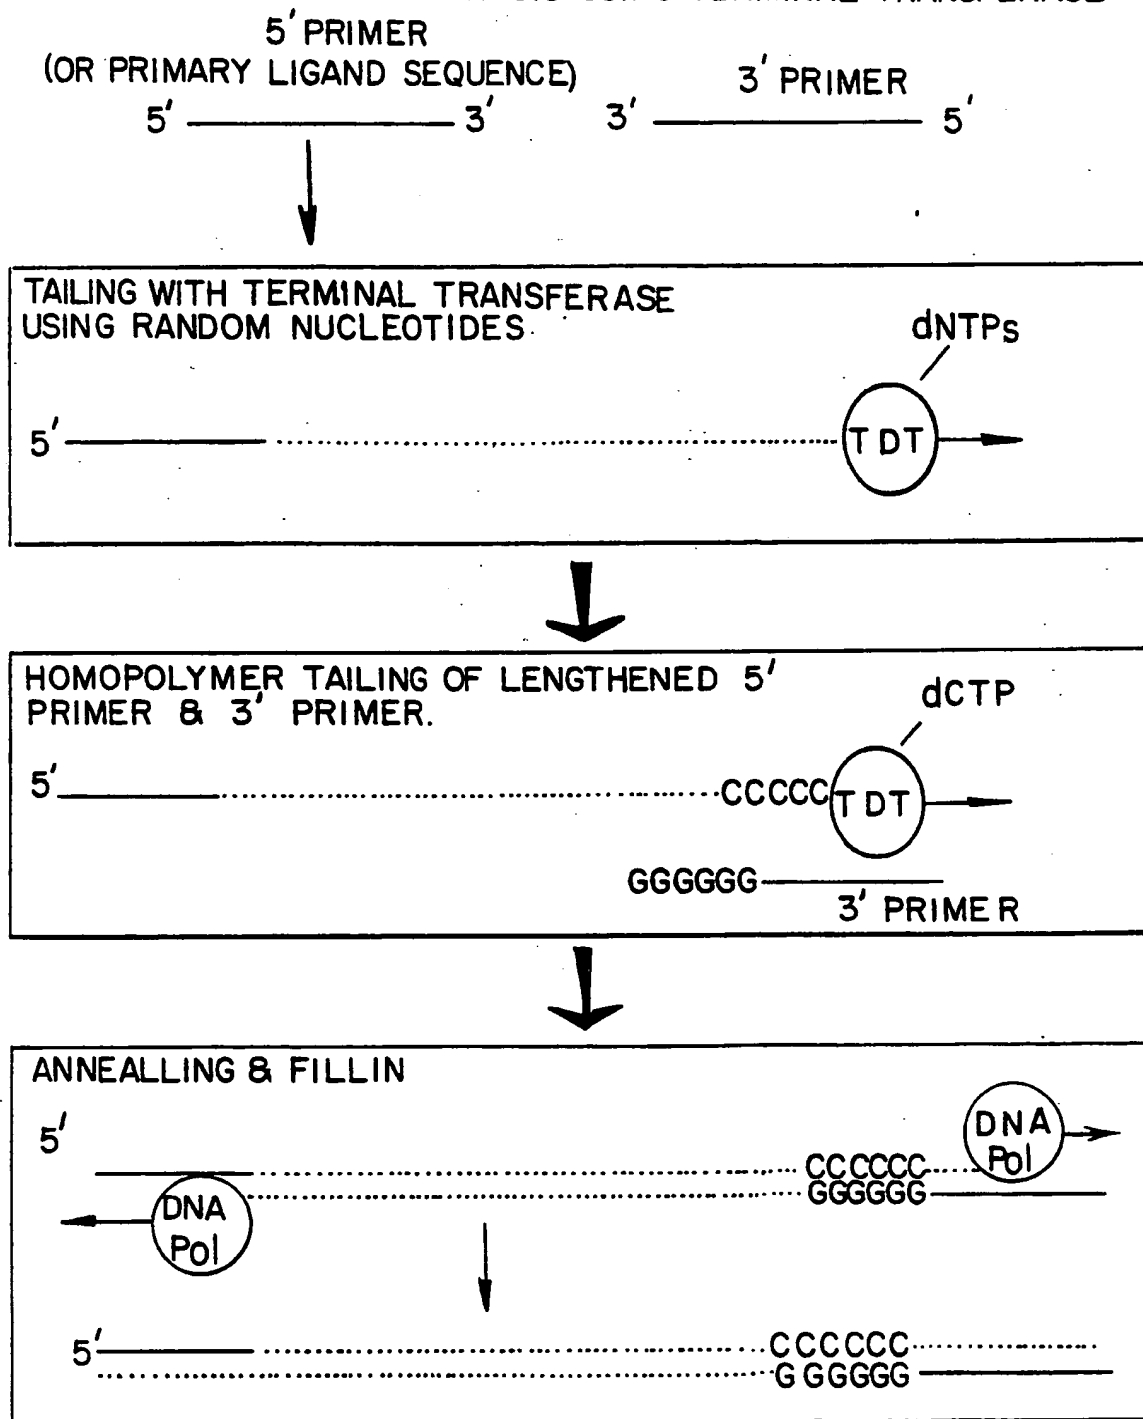 TERMINAL TRANSFERASE
5' PRIMER
(OR PRIMARY LIGAND SEQUENCE)
3' PRIMER
5' 3' 3' 5'
TAILING WITH TERMINAL TRANSFERASE
USING RANDOM NUCLEOTIDES
dNTPs
5' TDT
HOMOPOLYMER TAILING OF LENGTHENED 5'
PRIMER & 3' PRIMER.
dCTP
5' CCCCC TDT
GGGGGG
3' PRIMER
ANNEALLING & FILLIN
5'
DNA
Pol
CCCCCC
GGGGGG
DNA
Pol
5' CCCCCC
GGGGGG